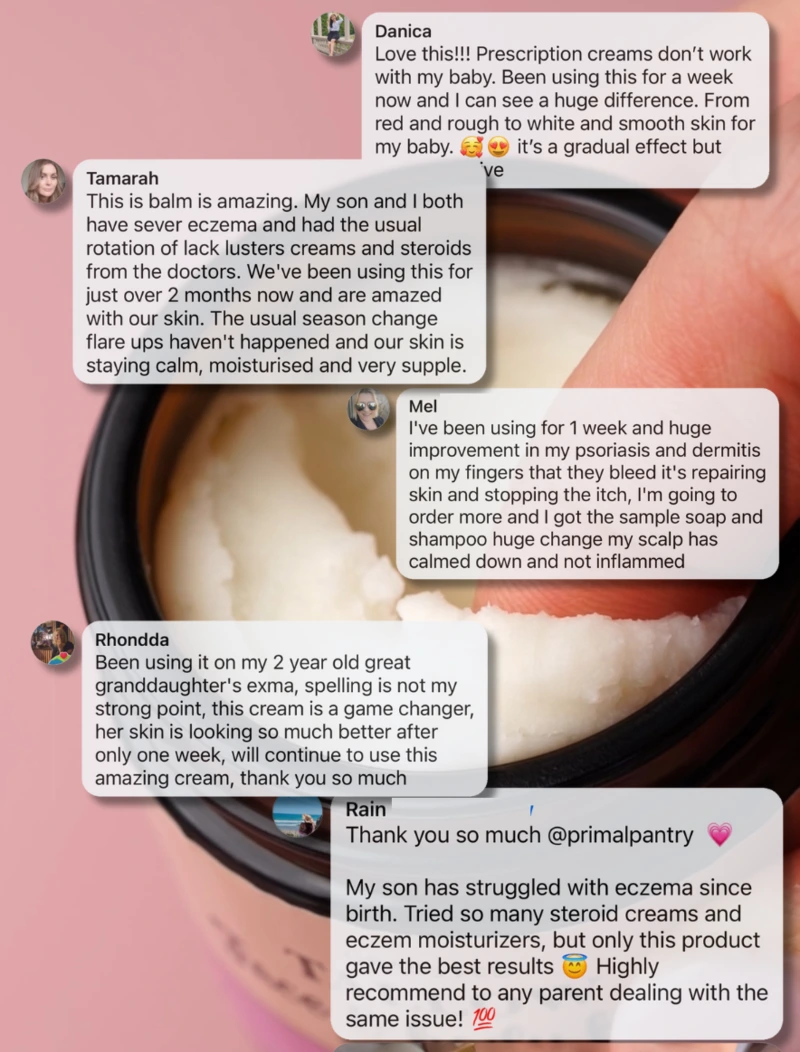 Danica
Love this!!! Prescription creams don't work
with my baby. Been using this for a week
now and I can see a huge difference. From
red and rough to white and smooth skin for
my baby. 🥰 😍 it's a gradual effect but
've
Tamarah
This is balm is amazing. My son and I both
have sever eczema and had the usual
rotation of lack lusters creams and steroids
from the doctors. We've been using this for
just over 2 months now and are amazed
with our skin. The usual season change
flare ups haven't happened and our skin is
staying calm, moisturised and very supple.
Mel
I've been using for 1 week and huge
improvement in my psoriasis and dermitis
on my fingers that they bleed it's repairing
skin and stopping the itch, I'm going to
order more and I got the sample soap and
shampoo huge change my scalp has
calmed down and not inflammed
Rhondda
Been using it on my 2 year old great
granddaughter's exma, spelling is not my
strong point, this cream is a game changer,
her skin is looking so much better after
only one week, will continue to use this
amazing cream, thank you so much
Rain
Thank you so much @primalpantry 💗
My son has struggled with eczema since
birth. Tried so many steroid creams and
eczem moisturizers, but only this product
gave the best results 😇 Highly
recommend to any parent dealing with the
same issue! 💯